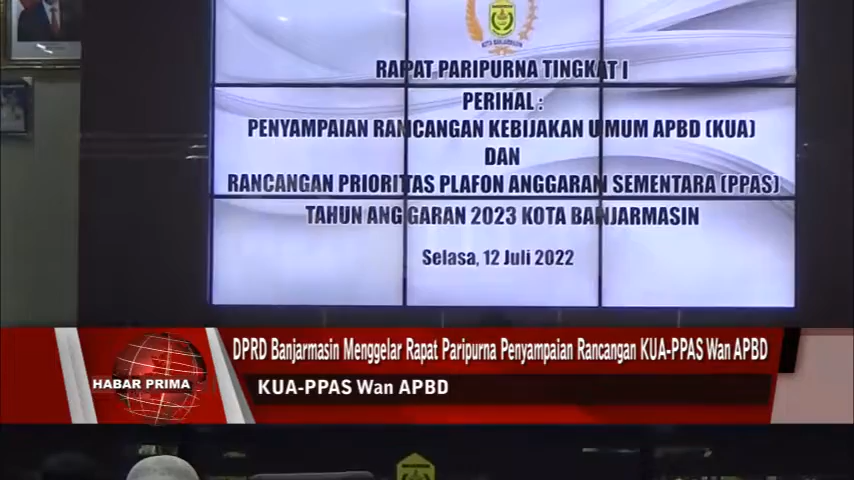 KOTA BANJARMASIN
RAPAT PARIPURNA TINGKAT I
PERIHAL :
PENYAMPAIAN RANCANGAN KEBIJAKAN UMUM APBD (KUA)
DAN
RANCANGAN PRIORITAS PLAFON ANGGARAN SEMENTARA (PPAS)
TAHUN ANGGARAN 2023 KOTA BANJARMASIN
Selasa, 12 Juli 2022
DPRD Banjarmasin Menggelar Rapat Paripurna Penyampaian Rancangan KUA-PPAS Wan APBD
HABAR PRIMA
KUA-PPAS Wan APBD